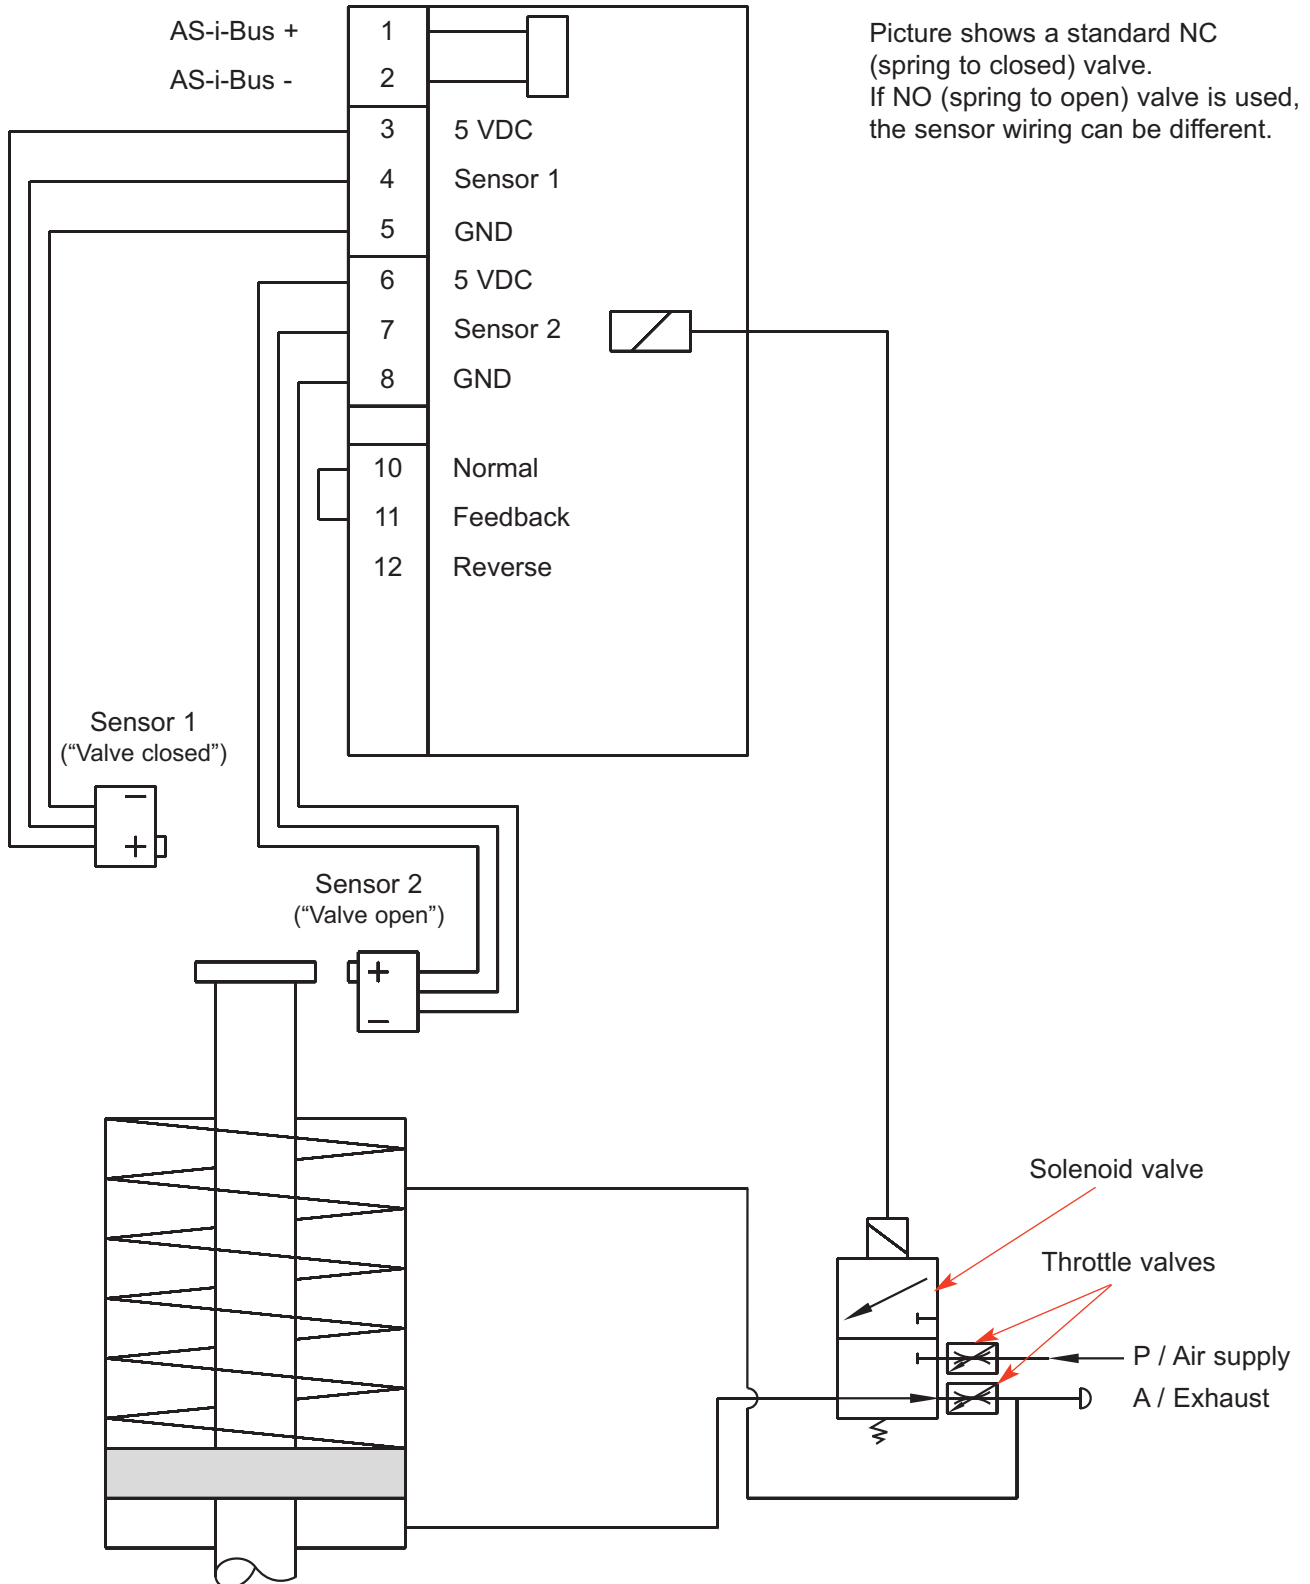 AS-i-Bus + 1
AS-i-Bus - 2
3 5 VDC
4 Sensor 1
5 GND
6 5 VDC
7 Sensor 2
8 GND
10 Normal
11 Feedback
12 Reverse
Picture shows a standard NC
(spring to closed) valve.
If NO (spring to open) valve is used,
the sensor wiring can be different.
Sensor 1
(“Valve closed”)
–
+
Sensor 2
(“Valve open”)
+
–
Solenoid valve
Throttle valves
P / Air supply
A / Exhaust